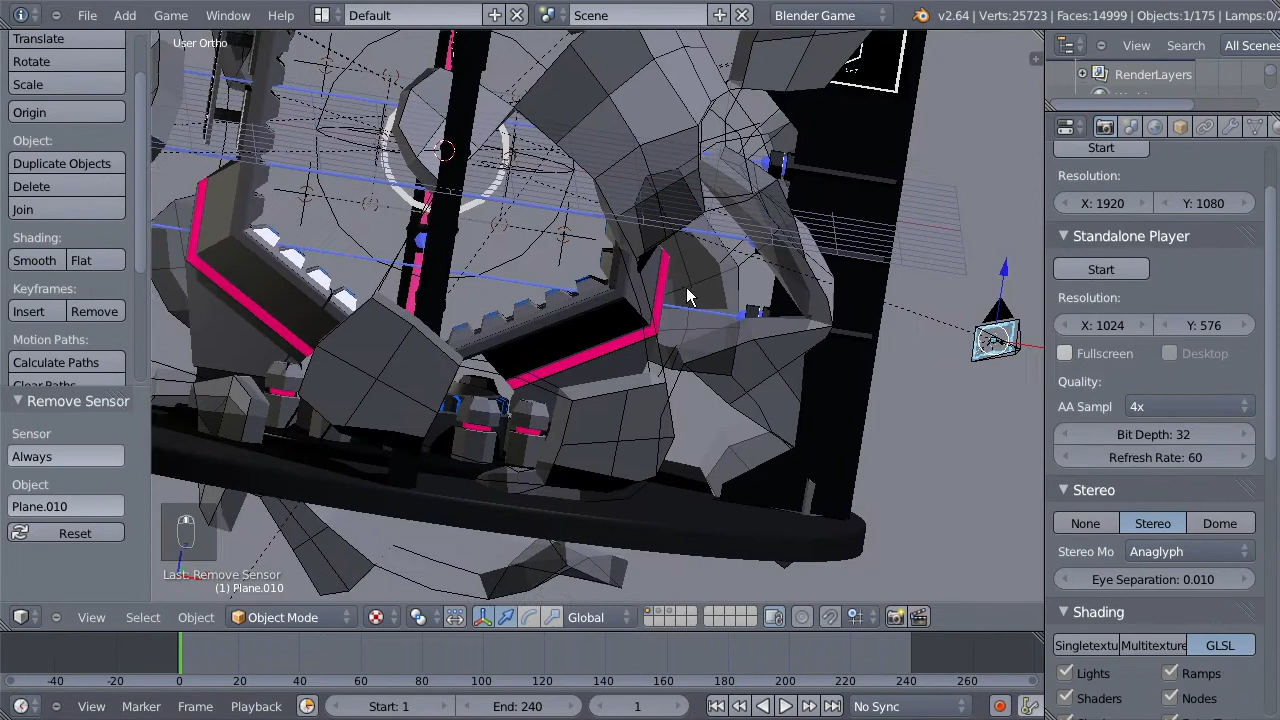 File Add Game Window Help Default Scene Blender Game v2.64 | Verts:25723 | Faces:14999 | Objects:1/175 | Lamps:0/
User Ortho
Translate
Rotate
Scale
Origin
Object:
Duplicate Objects
Delete
Join
Shading:
Smooth Flat
Keyframes:
Insert Remove
Motion Paths:
Calculate Paths
Clear Paths
Remove Sensor
Sensor
Always
Object
Plane.010
Reset
Last: Remove Sensor
(1) Plane.010
View Select Object Object Mode Global
-40 -20 0 20 40 60 80 100 120 140 160 180 200 220 240 260
View Marker Frame Playback Start: 1 End: 240 1 No Sync
View Search All Scenes
RenderLayers
Start
Resolution:
X: 1920 Y: 1080
Standalone Player
Start
Resolution:
X: 1024 Y: 576
Fullscreen Desktop
Quality:
AA Sampl 4x
Bit Depth: 32
Refresh Rate: 60
Stereo
None Stereo Dome
Stereo Mo Anaglyph
Eye Separation: 0.010
Shading
Singletextu Multitexture GLSL
Lights Ramps
Shaders Nodes